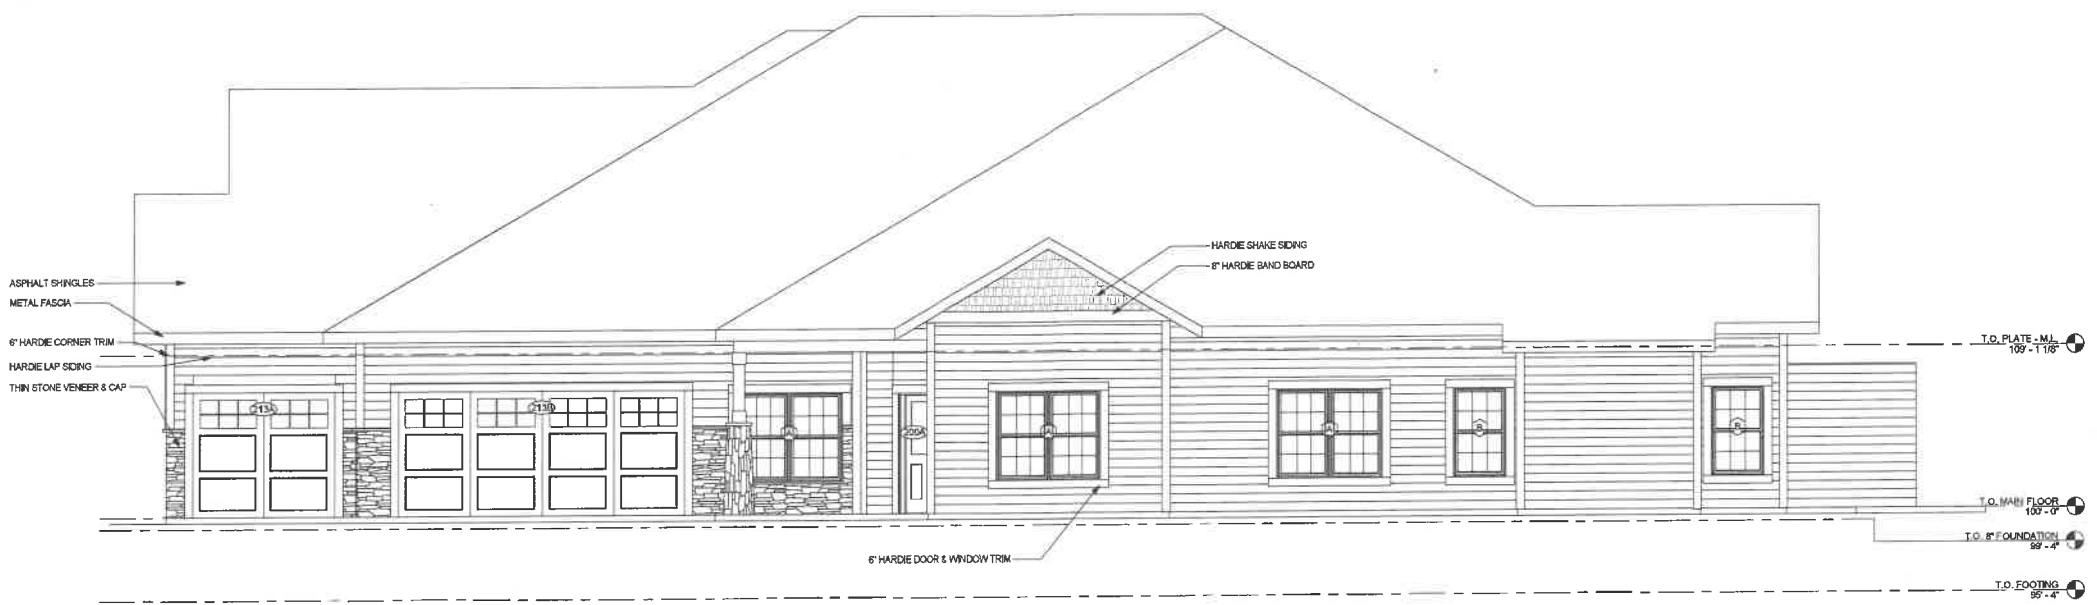 HARDIE SHAKE SIDING
8" HARDIE BAND BOARD
ASPHALT SHINGLES
METAL FASCIA
6" HARDIE CORNER TRIM
HARDIE LAP SIDING
THIN STONE VENEER & CAP
T.O. PLATE - M.L.
109' - 1 1/8"
213A
213B
A
200A
A
A
B
B
T.O. MAIN FLOOR
100' - 0"
T.O. 8" FOUNDATION
99' - 4"
6" HARDIE DOOR & WINDOW TRIM
T.O. FOOTING
95' - 4"